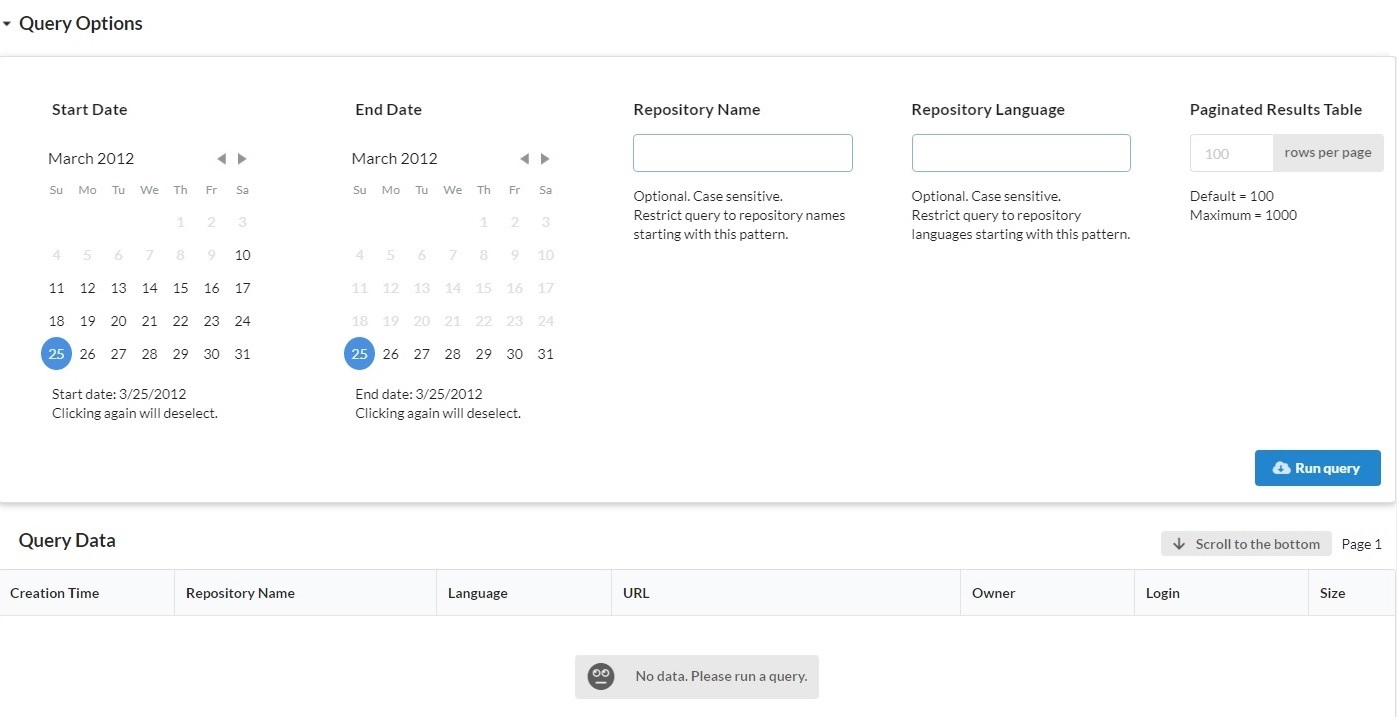 Query Options
Start Date
March 2012
Su Mo Tu We Th Fr Sa
1 2 3
4 5 6 7 8 9 10
11 12 13 14 15 16 17
18 19 20 21 22 23 24
25 26 27 28 29 30 31
Start date: 3/25/2012
Clicking again will deselect.
End Date
March 2012
Su Mo Tu We Th Fr Sa
1 2 3
4 5 6 7 8 9 10
11 12 13 14 15 16 17
18 19 20 21 22 23 24
25 26 27 28 29 30 31
End date: 3/25/2012
Clicking again will deselect.
Repository Name
Optional. Case sensitive.
Restrict query to repository names
starting with this pattern.
Repository Language
Optional. Case sensitive.
Restrict query to repository
languages starting with this pattern.
Paginated Results Table
100 rows per page
Default = 100
Maximum = 1000
Run query
Query Data
Scroll to the bottom Page 1
Creation Time Repository Name Language URL Owner Login Size
No data. Please run a query.